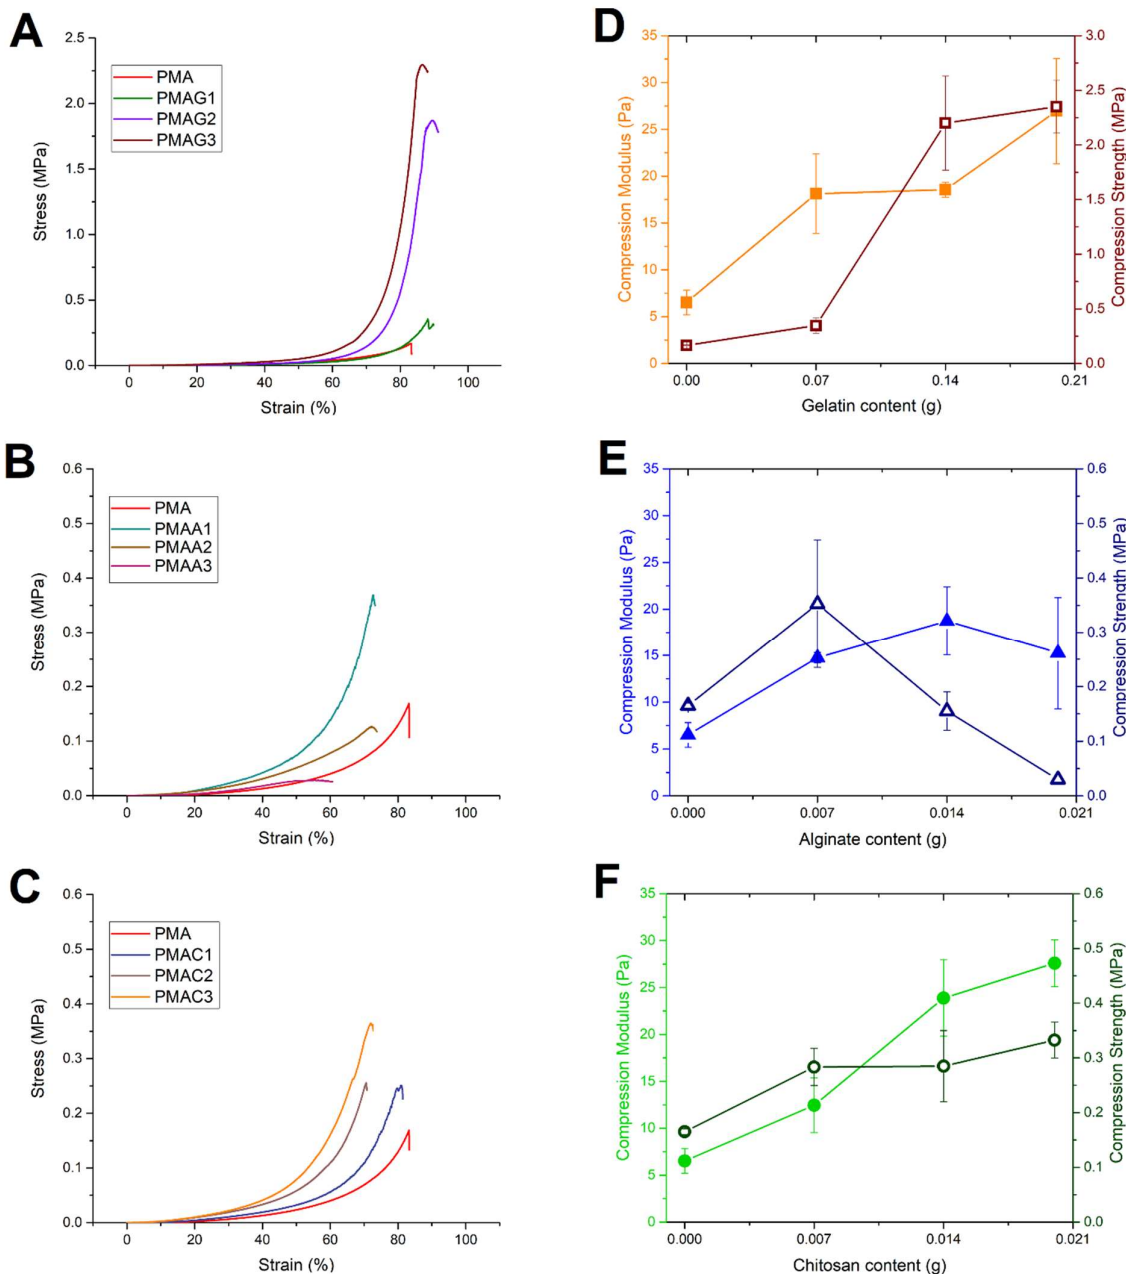 A
2.5
2.0
1.5
1.0
0.5
0.0
Stress (MPa)
PMA
PMAG1
PMAG2
PMAG3
0 20 40 60 80 100
Strain (%)
D
35
30
25
20
15
10
5
0
Compression Modulus (Pa)
3.0
2.5
2.0
1.5
1.0
0.5
0.0
Compression Strength (MPa)
0.00 0.07 0.14 0.21
Gelatin content (g)
B
0.6
0.5
0.4
0.3
0.2
0.1
0.0
Stress (MPa)
PMA
PMAA1
PMAA2
PMAA3
0 20 40 60 80 100
Strain (%)
E
35
30
25
20
15
10
5
0
Compression Modulus (Pa)
0.6
0.5
0.4
0.3
0.2
0.1
0.0
Compression Strength (MPa)
0.000 0.007 0.014 0.021
Alginate content (g)
C
0.6
0.5
0.4
0.3
0.2
0.1
0.0
Stress (MPa)
PMA
PMAC1
PMAC2
PMAC3
0 20 40 60 80 100
Strain (%)
F
35
30
25
20
15
10
5
0
Compression Modulus (Pa)
0.6
0.5
0.4
0.3
0.2
0.1
0.0
Compression Strength (MPa)
0.000 0.007 0.014 0.021
Chitosan content (g)